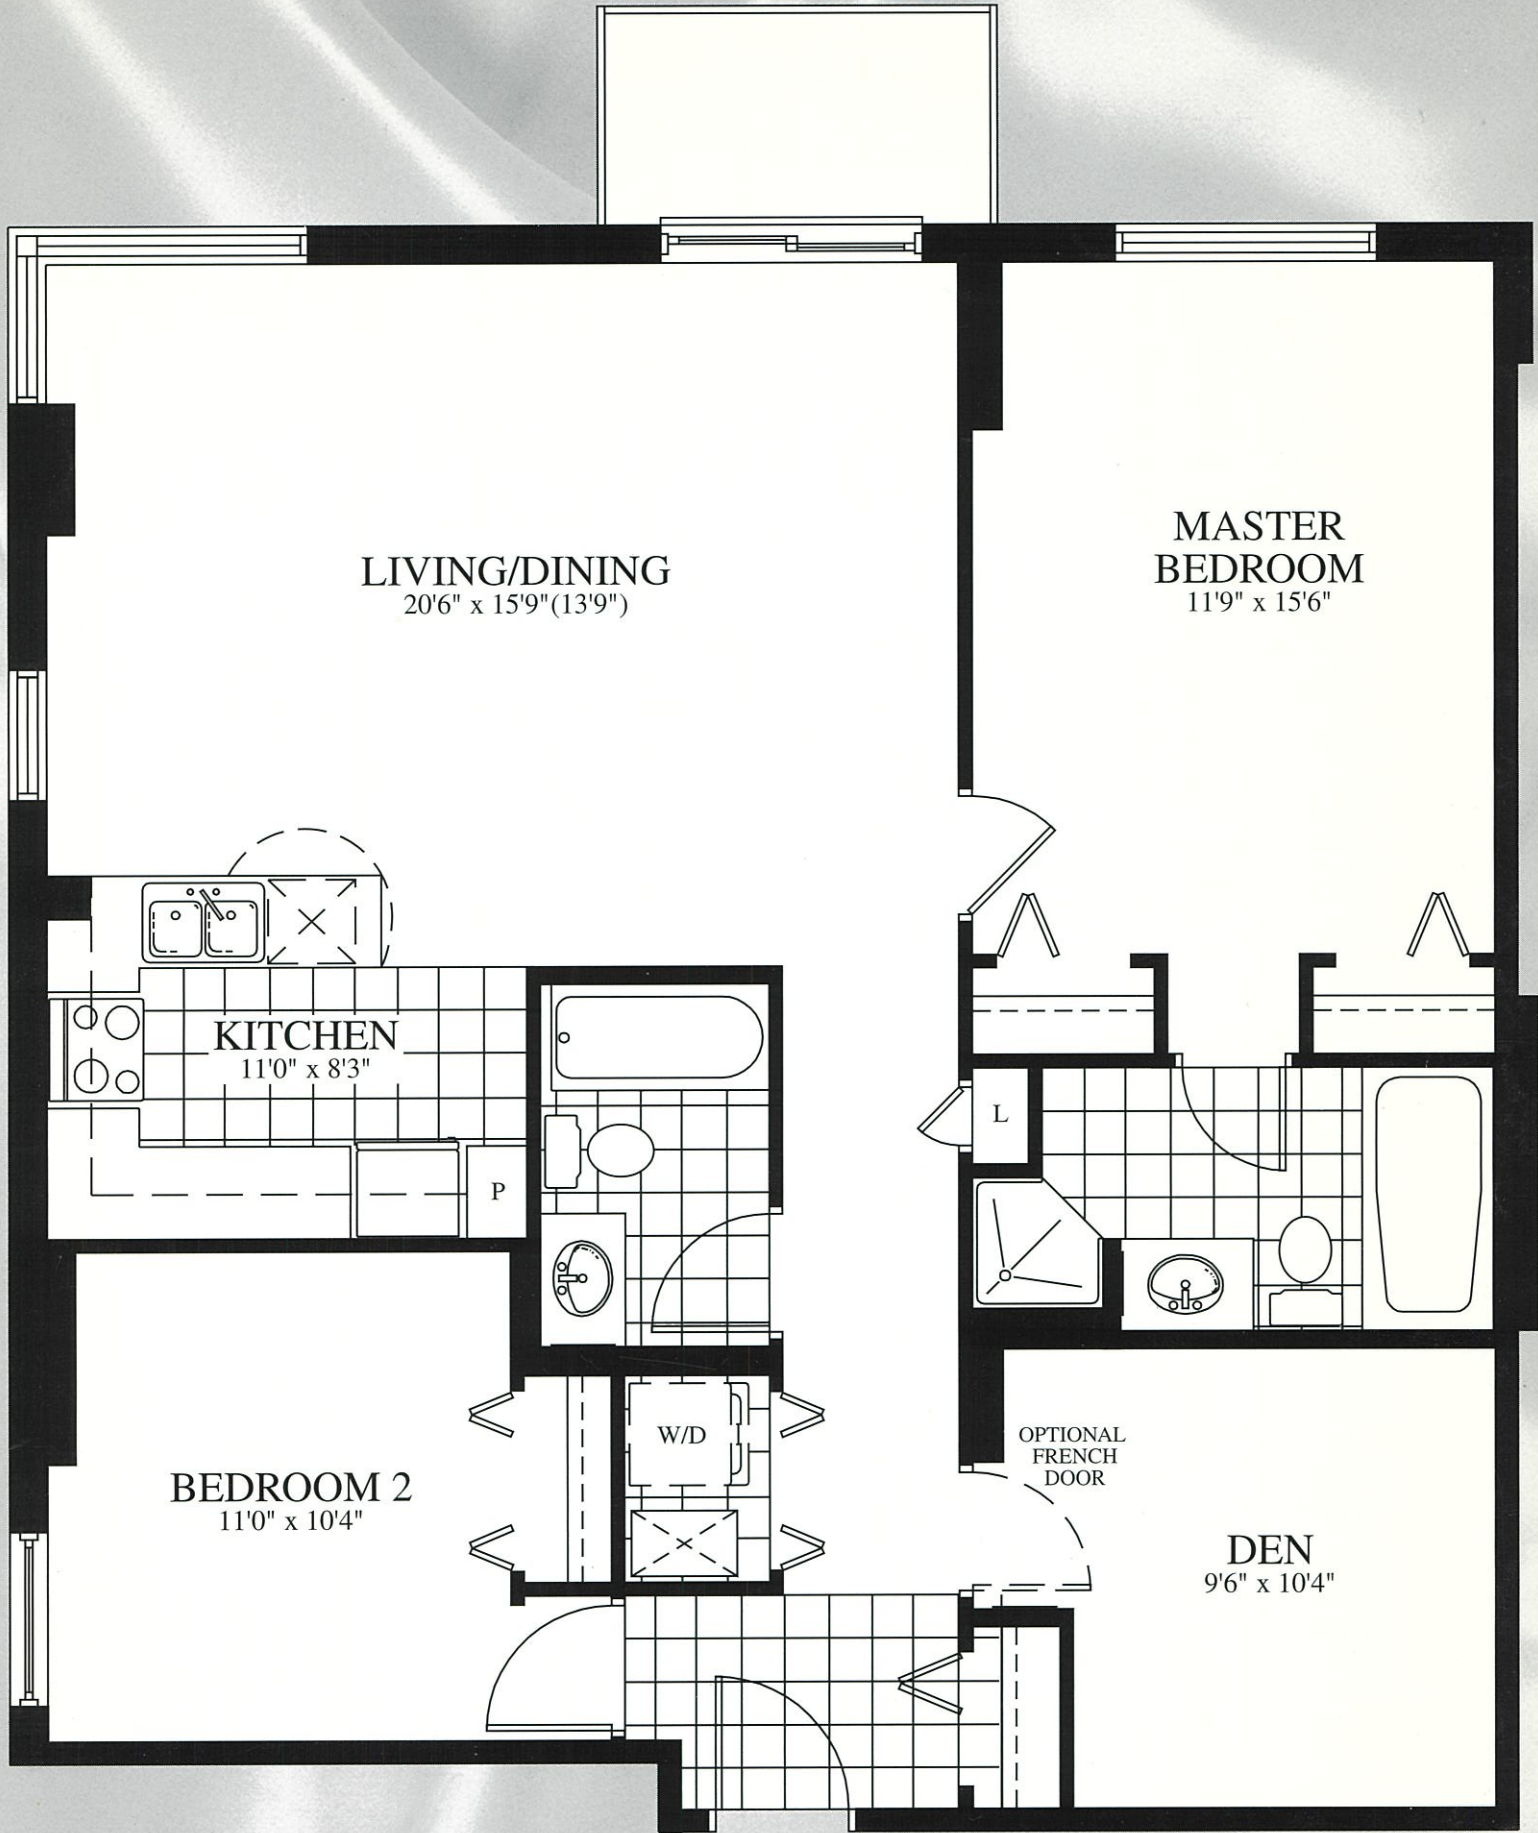 LIVING/DINING
20'6" x 15'9"(13'9")
MASTER
BEDROOM
11'9" x 15'6"
KITCHEN
11'0" x 8'3"
P
L
BEDROOM 2
11'0" x 10'4"
W/D
OPTIONAL
FRENCH
DOOR
DEN
9'6" x 10'4"